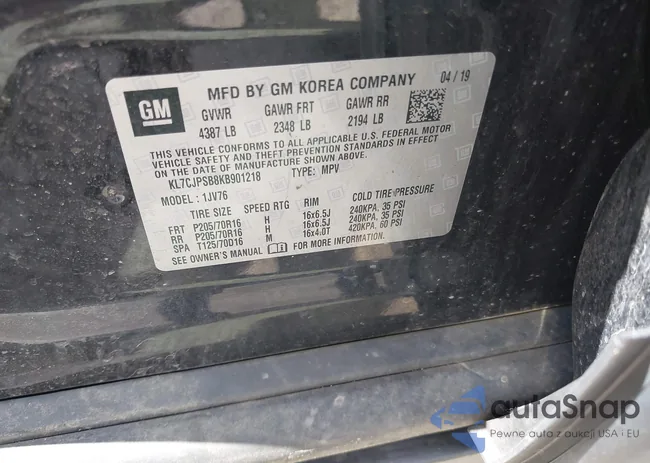 MFD BY GM KOREA COMPANY 04 / 19
GM
GVWR GAWR FRT GAWR RR
4387 LB 2348 LB 2194 LB
THIS VEHICLE CONFORMS TO ALL APPLICABLE U.S. FEDERAL MOTOR
VEHICLE SAFETY AND THEFT PREVENTION STANDARDS IN EFFECT
ON THE DATE OF MANUFACTURE SHOWN ABOVE.
KL7CJPSB8KB901218 TYPE: MPV
MODEL: 1JV76
TIRE SIZE SPEED RTG RIM COLD TIRE PRESSURE
FRT P205/70R16 H 16x6.5J 240KPA, 35 PSI
RR P205/70R16 H 16x6.5J 240KPA, 35 PSI
SPA T125/70D16 M 16x4.0T 420KPA, 60 PSI
SEE OWNER'S MANUAL FOR MORE INFORMATION.
autaSnap
Pewne auta z aukcji USA i EU